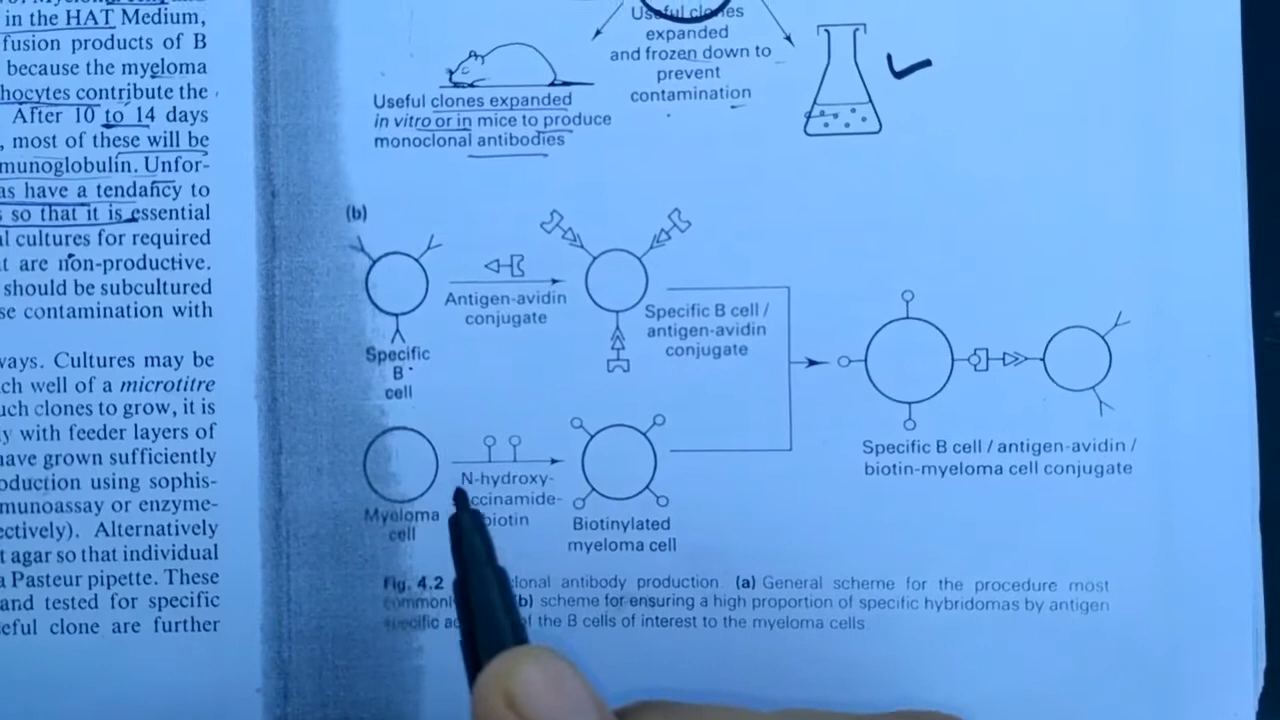 in the HAT Medium,
fusion products of B
because the myeloma
hocytes contribute the
After 10 to 14 days
, most of these will be
munoglobulin. Unfor-
as have a tendancy to
s so that it is essential
al cultures for required
t are non-productive.
should be subcultured
se contamination with
ways. Cultures may be
ch well of a microtitre
uch clones to grow, it is
y with feeder layers of
have grown sufficiently
oduction using sophis-
munoassay or enzyme-
ectively). Alternatively
t agar so that individual
a Pasteur pipette. These
and tested for specific
eful clone are further
Useful clones
expanded
and frozen down to
prevent
contamination
Useful clones expanded
in vitro or in mice to produce
monoclonal antibodies
(b)
Antigen-avidin
conjugate
Specific
B
cell
Specific B cell /
antigen-avidin
conjugate
Myeloma
cell
N-hydroxy-
ccinamide-
biotin
Biotinylated
myeloma cell
Specific B cell / antigen-avidin /
biotin-myeloma cell conjugate
Fig. 4.2 clonal antibody production. (a) General scheme for the procedure most
commonly b) scheme for ensuring a high proportion of specific hybridomas by antigen
specific of the B cells of interest to the myeloma cells